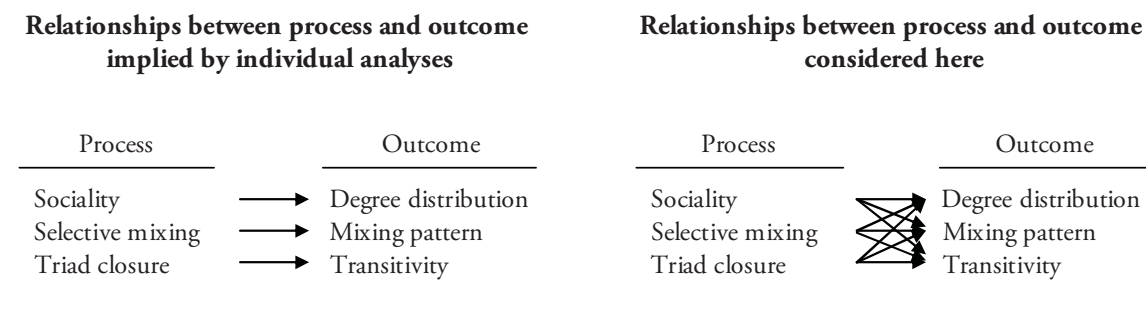 Relationships between process and outcome
implied by individual analyses
Process Outcome
Sociality Degree distribution
Selective mixing Mixing pattern
Triad closure Transitivity
Relationships between process and outcome
considered here
Process Outcome
Sociality Degree distribution
Selective mixing Mixing pattern
Triad closure Transitivity